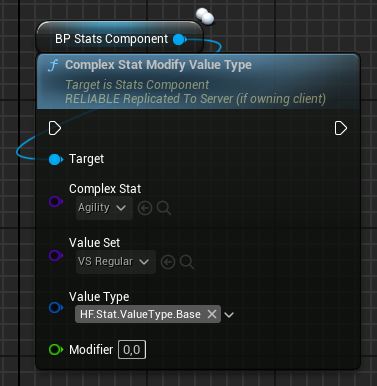 BP Stats Component
Complex Stat Modify Value Type
Target is Stats Component
RELIABLE Replicated To Server (if owning client)
Target
Complex Stat
Agility
Value Set
VS Regular
Value Type
HF.Stat.ValueType.Base
Modifier 0,0